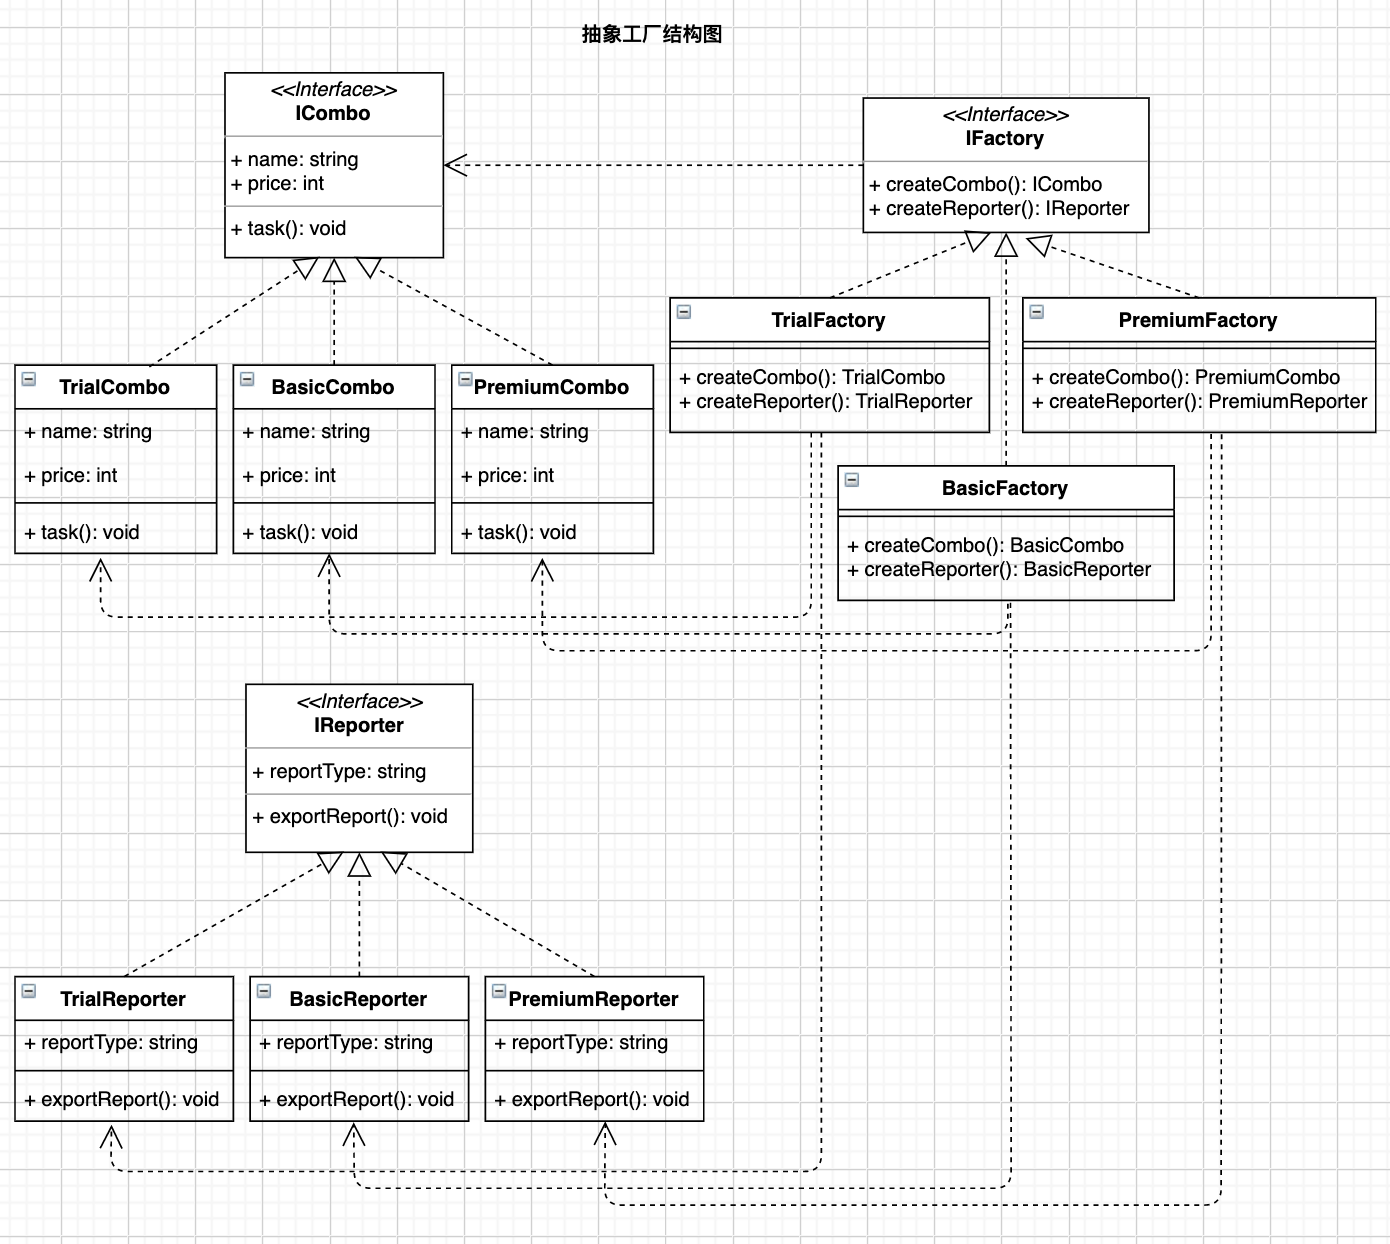 抽象工厂结构图
<<Interface>>
ICombo
+ name: string
+ price: int
+ task(): void
<<Interface>>
IFactory
+ createCombo(): ICombo
+ createReporter(): IReporter
TrialFactory
+ createCombo(): TrialCombo
+ createReporter(): TrialReporter
PremiumFactory
+ createCombo(): PremiumCombo
+ createReporter(): PremiumReporter
TrialCombo
+ name: string
+ price: int
+ task(): void
BasicCombo
+ name: string
+ price: int
+ task(): void
PremiumCombo
+ name: string
+ price: int
+ task(): void
BasicFactory
+ createCombo(): BasicCombo
+ createReporter(): BasicReporter
<<Interface>>
IReporter
+ reportType: string
+ exportReport(): void
TrialReporter
+ reportType: string
+ exportReport(): void
BasicReporter
+ reportType: string
+ exportReport(): void
PremiumReporter
+ reportType: string
+ exportReport(): void